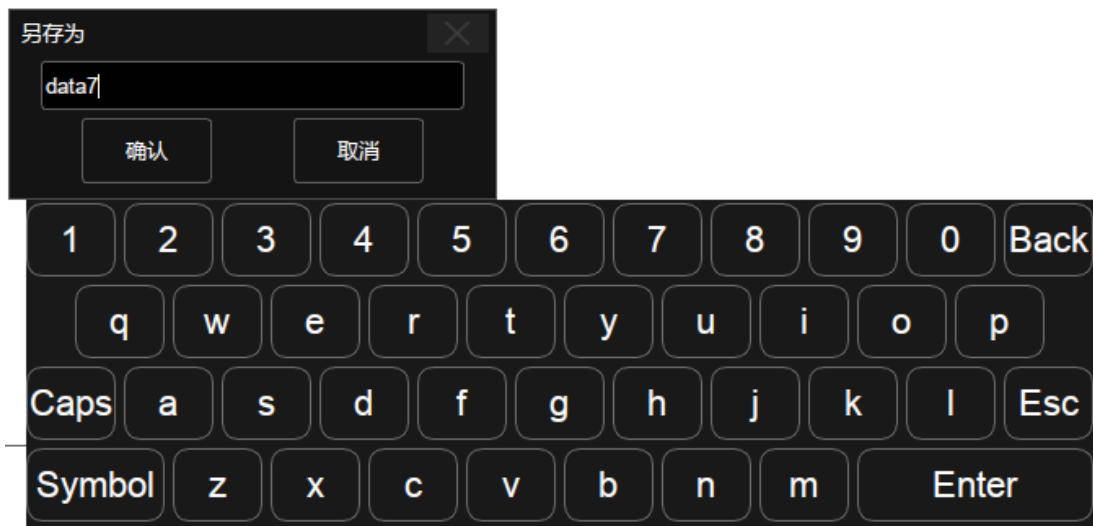 另存为
data7
确认 取消
1 2 3 4 5 6 7 8 9 0 Back
q w e r t y u i o p
Caps a s d f g h j k l Esc
Symbol z x c v b n m Enter